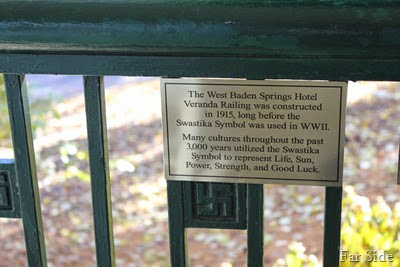 The West Baden Springs Hotel
Veranda Railing was constructed
in 1915, long before the
Swastika Symbol was used in WWII.
Many cultures throughout the past
3,000 years utilized the Swastika
Symbol to represent Life, Sun,
Power, Strength, and Good Luck.
Far Side